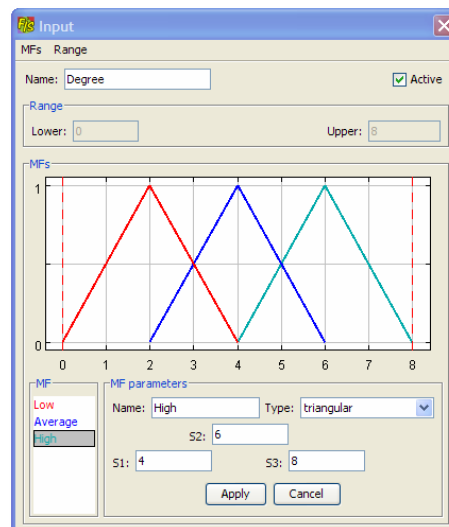 FIS Input
MFs Range
Name: Degree Active
Range
Lower: 0 Upper: 8
MFs
1
0
0 1 2 3 4 5 6 7 8
MF
Low
Average
High
MF parameters
Name: High Type: triangular
S2: 6
S1: 4 S3: 8
Apply Cancel